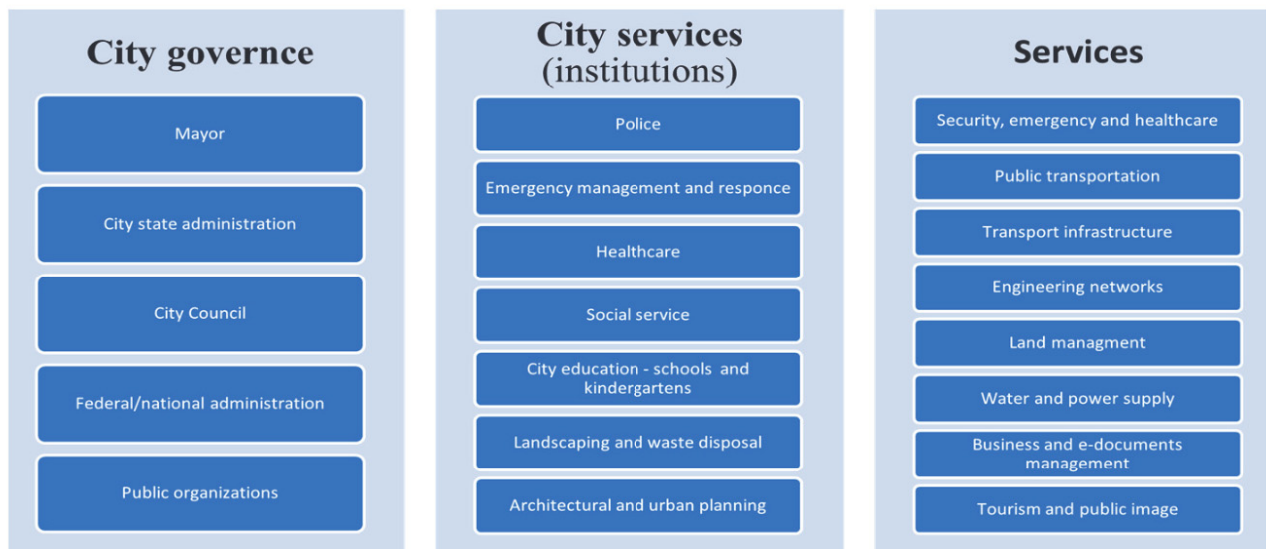 City governce
Mayor
City state administration
City Council
Federal/national administration
Public organizations
City services
(institutions)
Police
Emergency management and responce
Healthcare
Social service
City education - schools and
kindergartens
Landscaping and waste disposal
Architectural and urban planning
Services
Security, emergency and healthcare
Public transportation
Transport infrastructure
Engineering networks
Land managment
Water and power supply
Business and e-documents
management
Tourism and public image